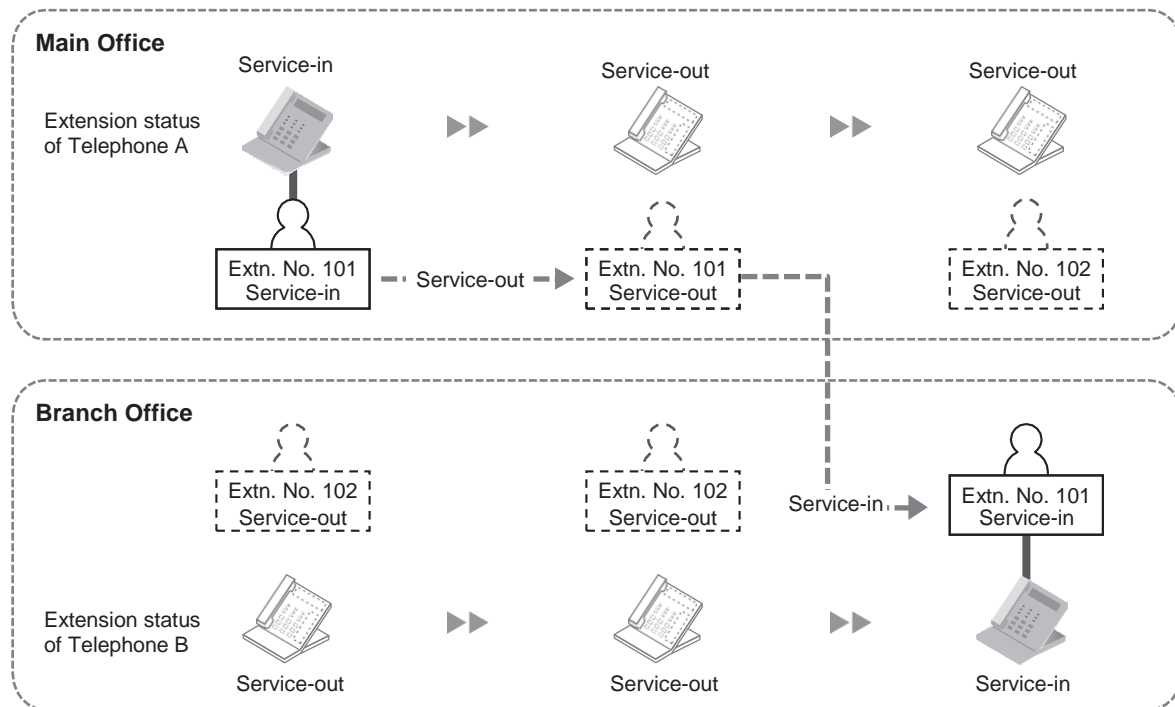 Main Office
Service-in
Service-out
Service-out
Extension status
of Telephone A
Extn. No. 101
Service-in
Service-out
Extn. No. 101
Service-out
Extn. No. 102
Service-out
Branch Office
Extn. No. 102
Service-out
Extn. No. 102
Service-out
Service-in
Extn. No. 101
Service-in
Extension status
of Telephone B
Service-out
Service-out
Service-in